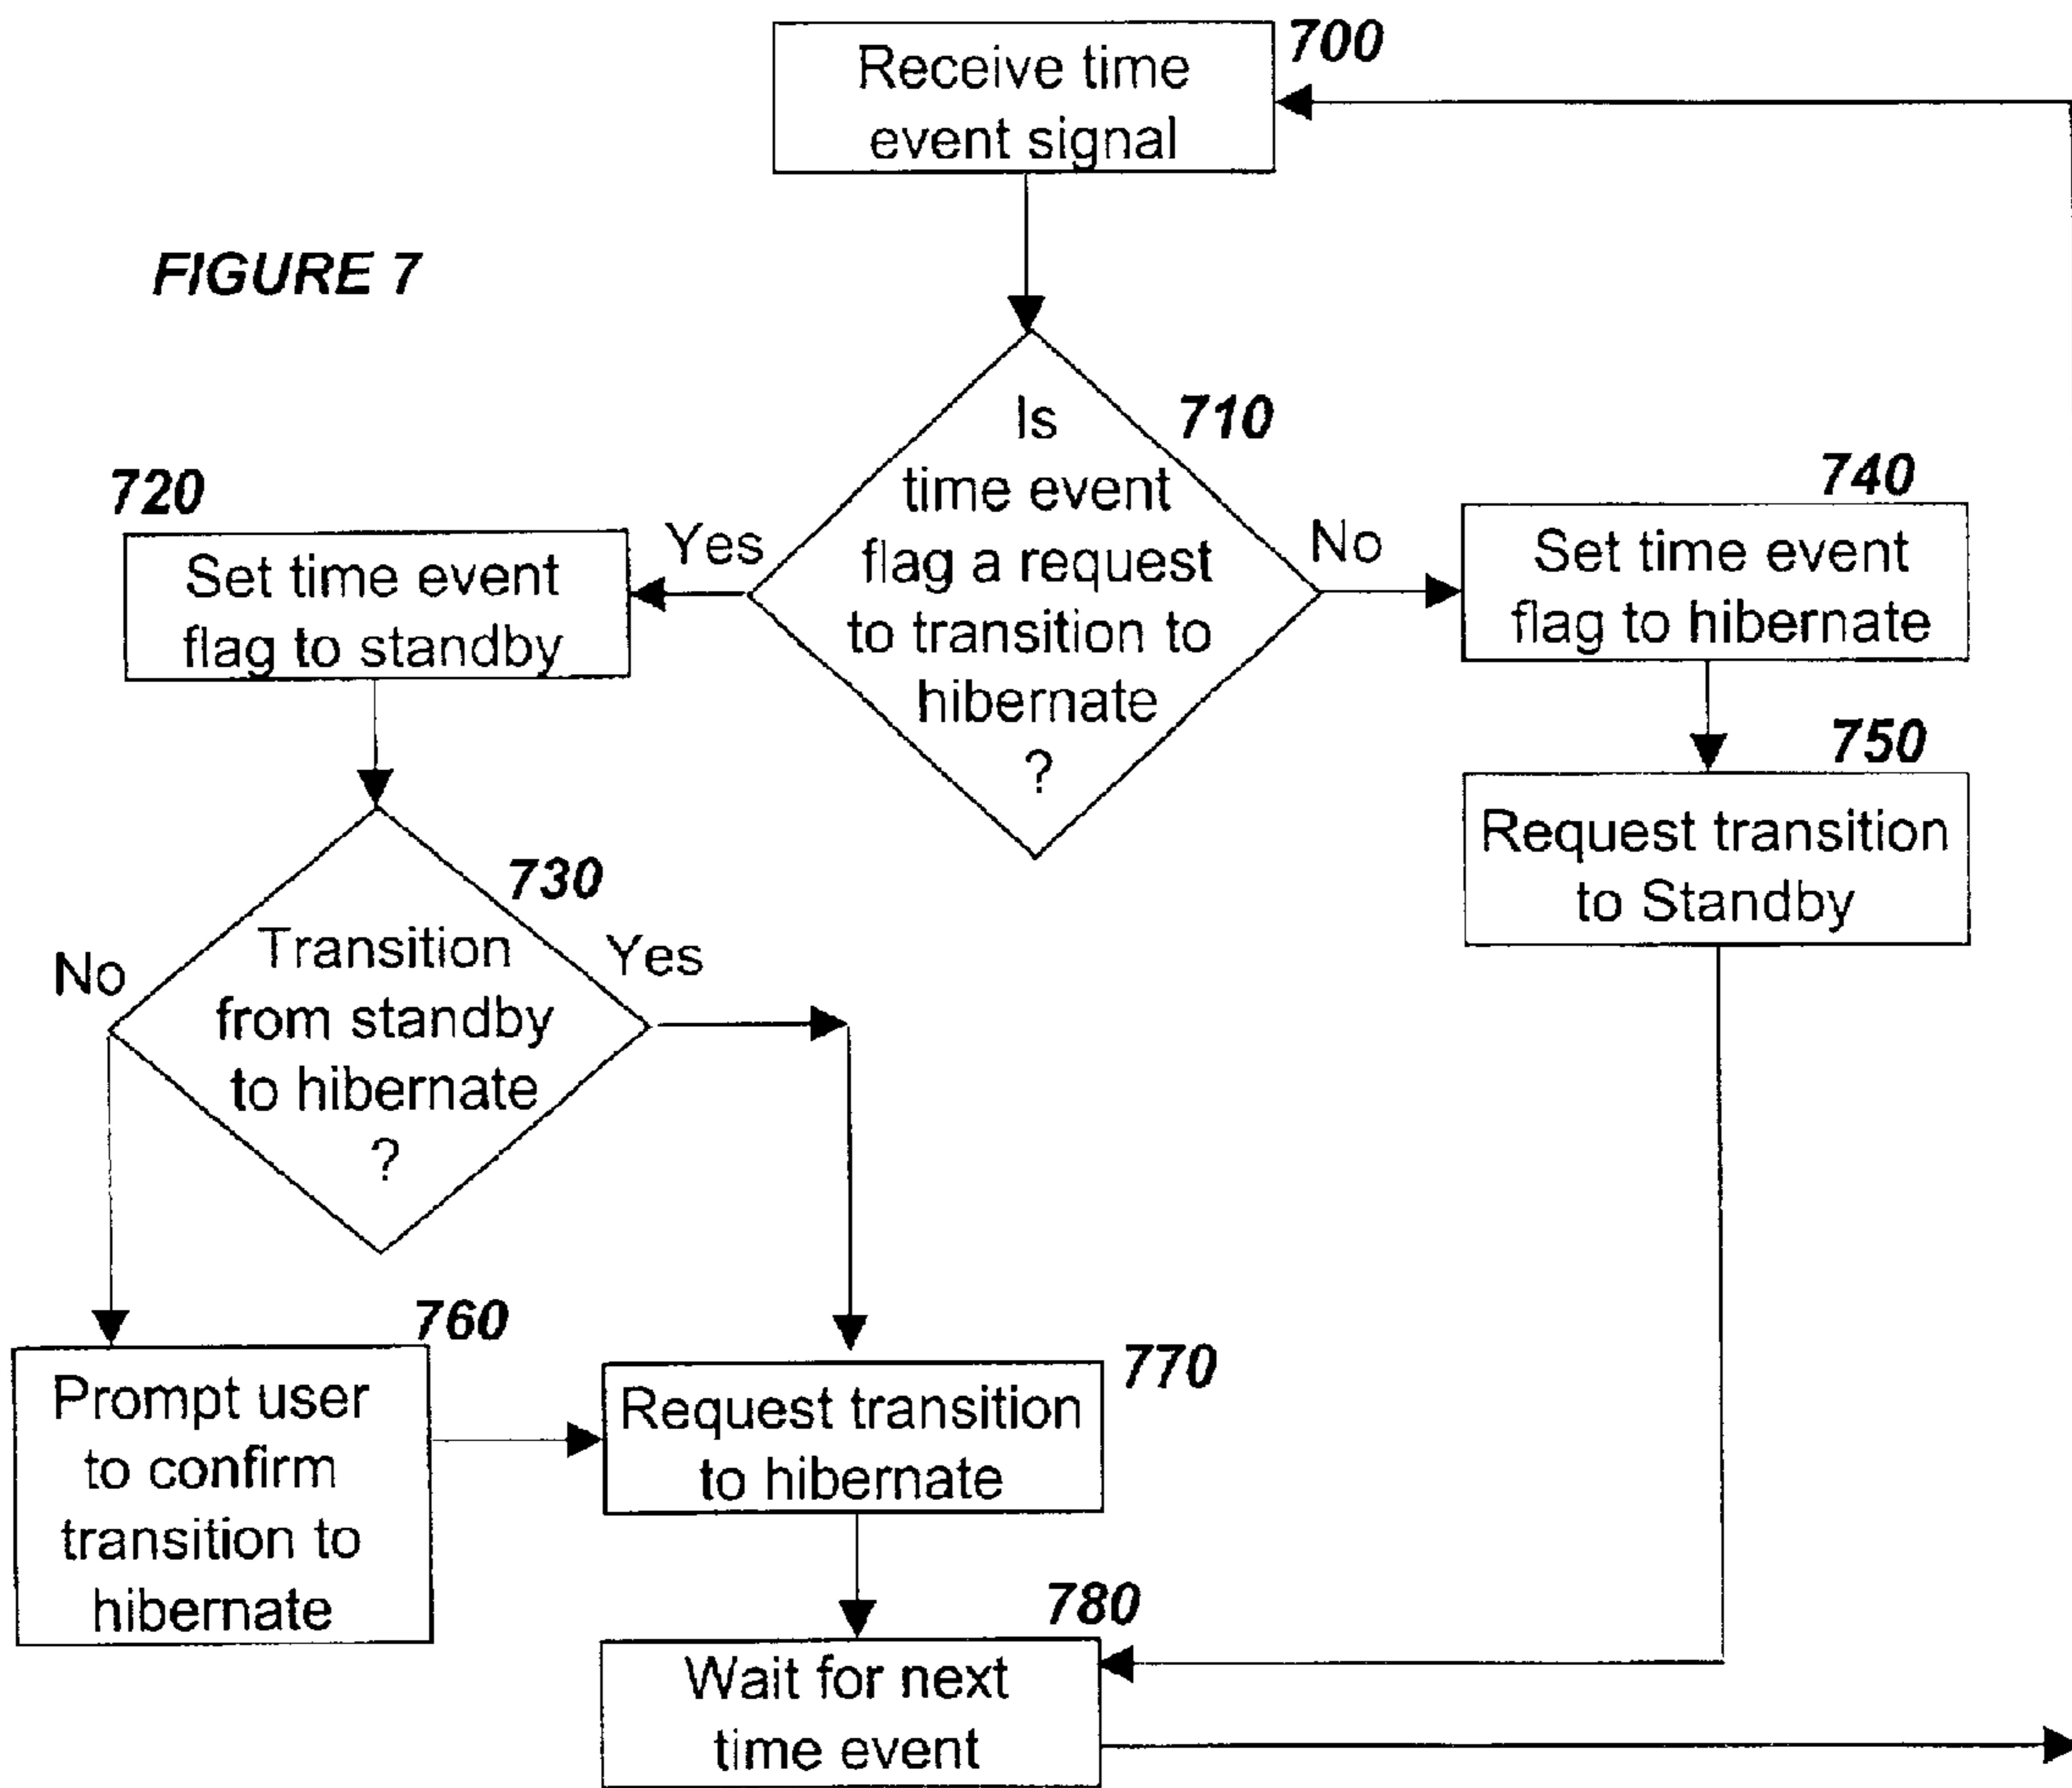 700
Receive time
event signal
FIGURE 7
710
Is
time event
flag a request
to transition to
hibernate
?
Yes
No
720
Set time event
flag to standby
740
Set time event
flag to hibernate
750
Request transition
to Standby
730
Transition
from standby
to hibernate
?
No
Yes
760
Prompt user
to confirm
transition to
hibernate
770
Request transition
to hibernate
780
Wait for next
time event